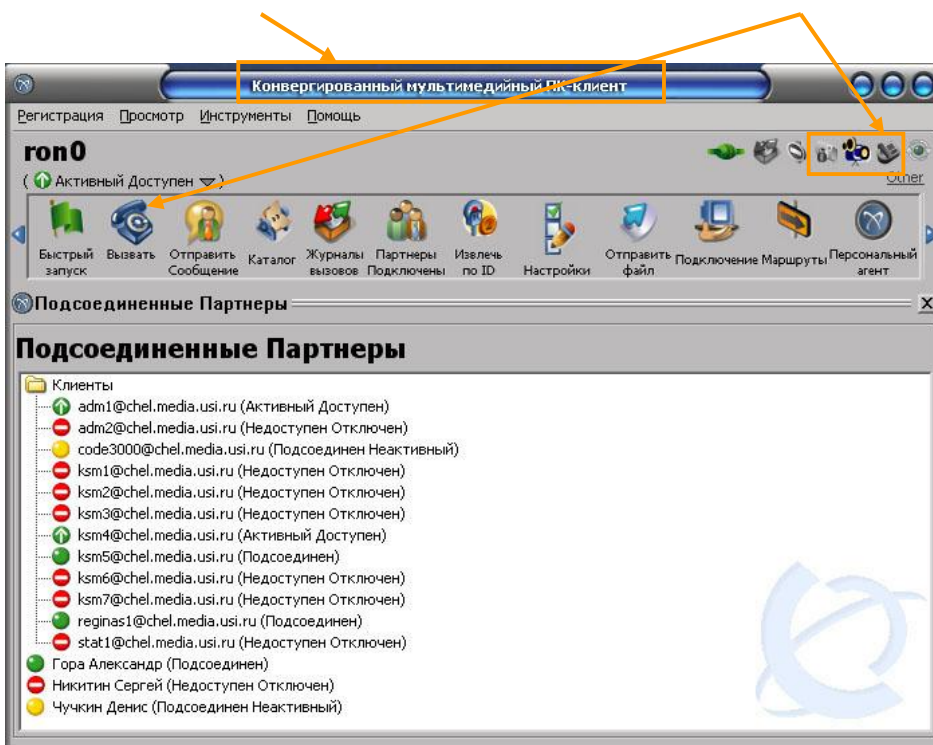 Конвергированный мультимедийный ПК-клиент
Регистрация Просмотр Инструменты Помощь
ron0
( Активный Доступен )
Other
Быстрый запуск
Вызвать
Отправить Сообщение
Каталог
Журналы вызовов
Партнеры Подключены
Извлечь по ID
Настройки
Отправить файл
Подключение
Маршруты
Персональный агент
Подсоединенные Партнеры
Подсоединенные Партнеры
Клиенты
adm1@chel.media.usi.ru (Активный Доступен)
adm2@chel.media.usi.ru (Недоступен Отключен)
code3000@chel.media.usi.ru (Подсоединен Неактивный)
ksm1@chel.media.usi.ru (Недоступен Отключен)
ksm2@chel.media.usi.ru (Недоступен Отключен)
ksm3@chel.media.usi.ru (Недоступен Отключен)
ksm4@chel.media.usi.ru (Активный Доступен)
ksm5@chel.media.usi.ru (Подсоединен)
ksm6@chel.media.usi.ru (Недоступен Отключен)
ksm7@chel.media.usi.ru (Недоступен Отключен)
reginas1@chel.media.usi.ru (Подсоединен)
stat1@chel.media.usi.ru (Недоступен Отключен)
Гора Александр (Подсоединен)
Никитин Сергей (Недоступен Отключен)
Чучкин Денис (Подсоединен Неактивный)